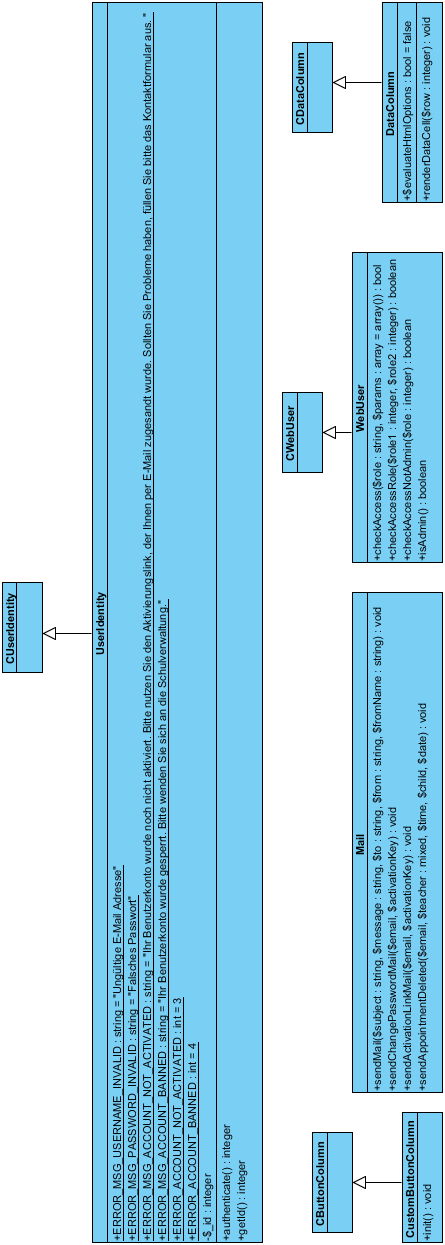 CUserIdentity
UserIdentity
+ERROR_MSG_USERNAME_INVALID : string = "Ungültige E-Mail Adresse"
+ERROR_MSG_PASSWORD_INVALID : string = "Falsches Passwort"
+ERROR_MSG_ACCOUNT_NOT_ACTIVATED : string = "Ihr Benutzerkonto wurde noch nicht aktiviert. Bitte nutzen Sie den Aktivierungslink, der Ihnen per E-Mail zugesandt wurde. Sollten Sie Probleme haben, füllen Sie bitte das Kontaktformular aus."
+ERROR_MSG_ACCOUNT_BANNED : string = "Ihr Benutzerkonto wurde gesperrt. Bitte wenden Sie sich an die Schulverwaltung."
+ERROR_ACCOUNT_NOT_ACTIVATED : int = 3
+ERROR_ACCOUNT_BANNED : int = 4
-$_id : integer
+authenticate() : integer
+getId() : integer
CButtonColumn
CustomButtonColumn
+init() : void
Mail
+sendMail($subject : string, $message : string, $to : string, $from : string, $fromName : string) : void
+sendChangePasswordMail($email, $activationKey) : void
+sendActivationLinkMail($email, $activationKey) : void
+sendAppointmentDeleted($email, $teacher : mixed, $time, $child, $date) : void
CWebUser
WebUser
+checkAccess($role : string, $params : array = array()) : bool
+checkAccessRole($role1 : integer, $role2 : integer) : boolean
+checkAccessNotAdmin($role : integer) : boolean
+isAdmin() : boolean
CDataColumn
DataColumn
+$evaluateHtmlOptions : bool = false
+renderDataCell($row : integer) : void